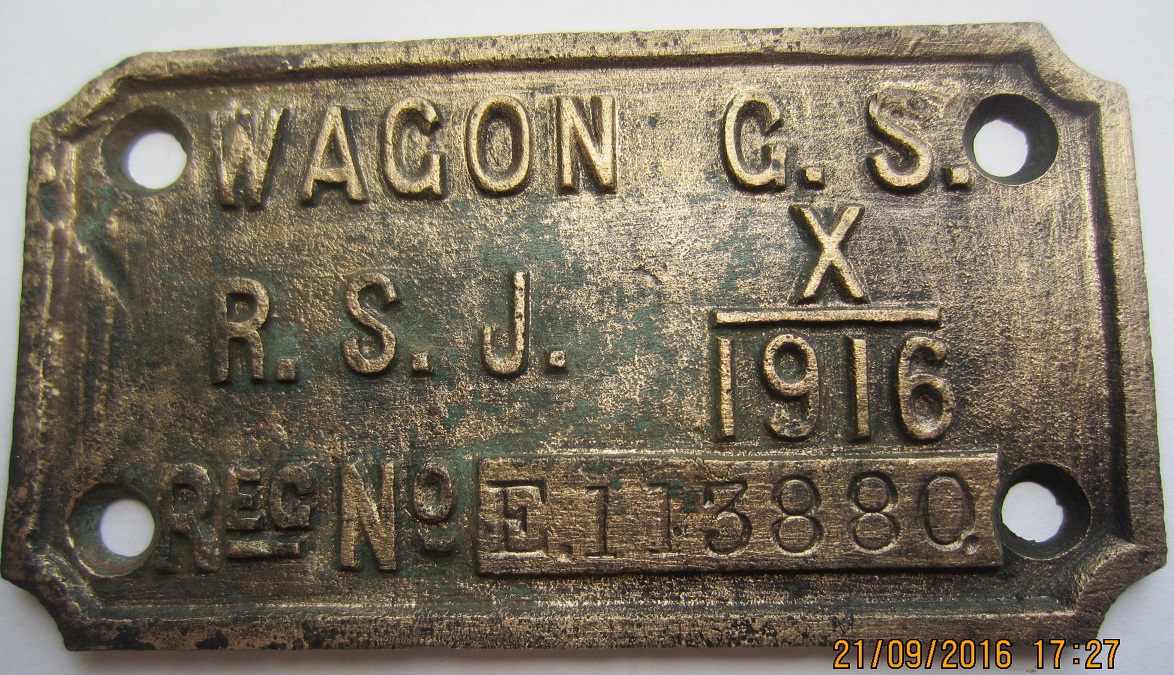 WAGON G.S.
X
R.S.J. 1916
REG NO E.113880
21/09/2016 17:27